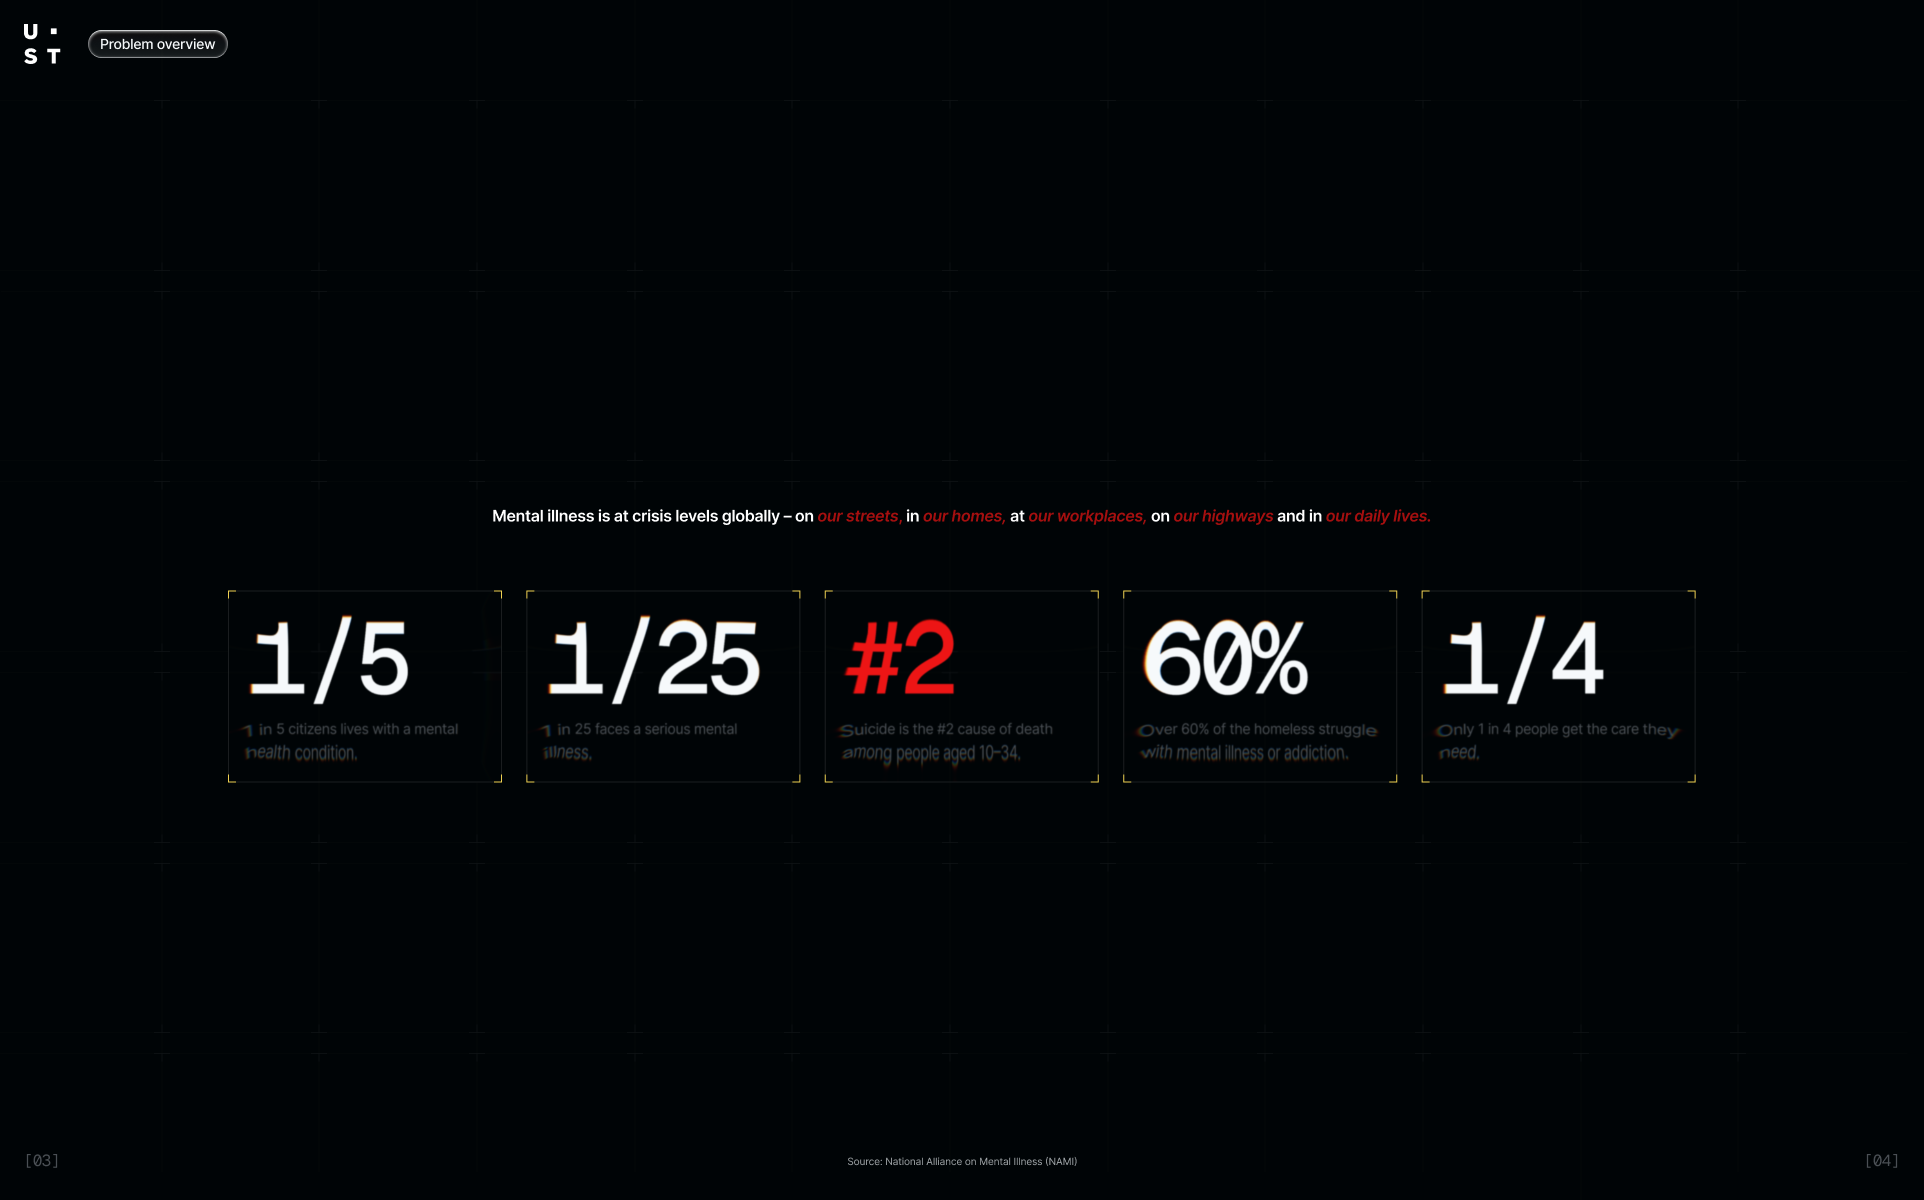 U ·
S T
Problem overview
Mental illness is at crisis levels globally – on our streets, in our homes, at our workplaces, on our highways and in our daily lives.
1/5
1 in 5 citizens lives with a mental
health condition.
1/25
1 in 25 faces a serious mental
illness.
#2
Suicide is the #2 cause of death
among people aged 10–34.
60%
Over 60% of the homeless struggle
with mental illness or addiction.
1/4
Only 1 in 4 people get the care they
need.
[03]
Source: National Alliance on Mental Illness (NAMI)
[04]